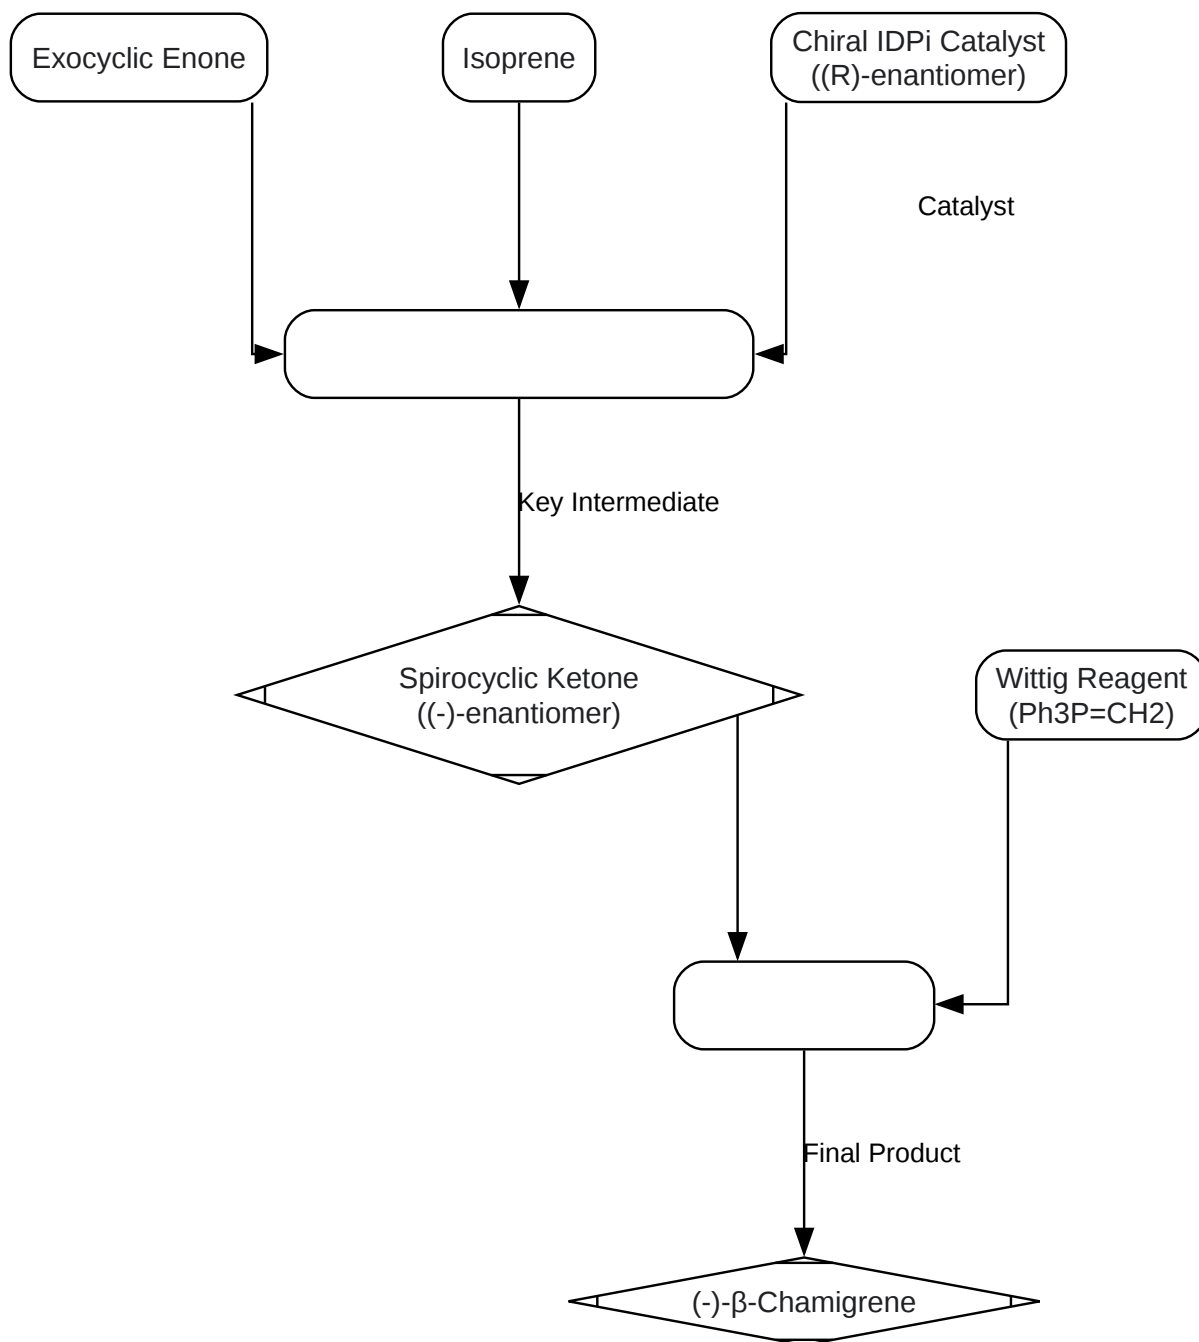 Exocyclic Enone
Isoprene
Chiral IDPi Catalyst
((R)-enantiomer)
Catalyst
Key Intermediate
Spirocyclic Ketone
((-)-enantiomer)
Wittig Reagent
(Ph3P=CH2)
Final Product
(-)-β-Chamigrene